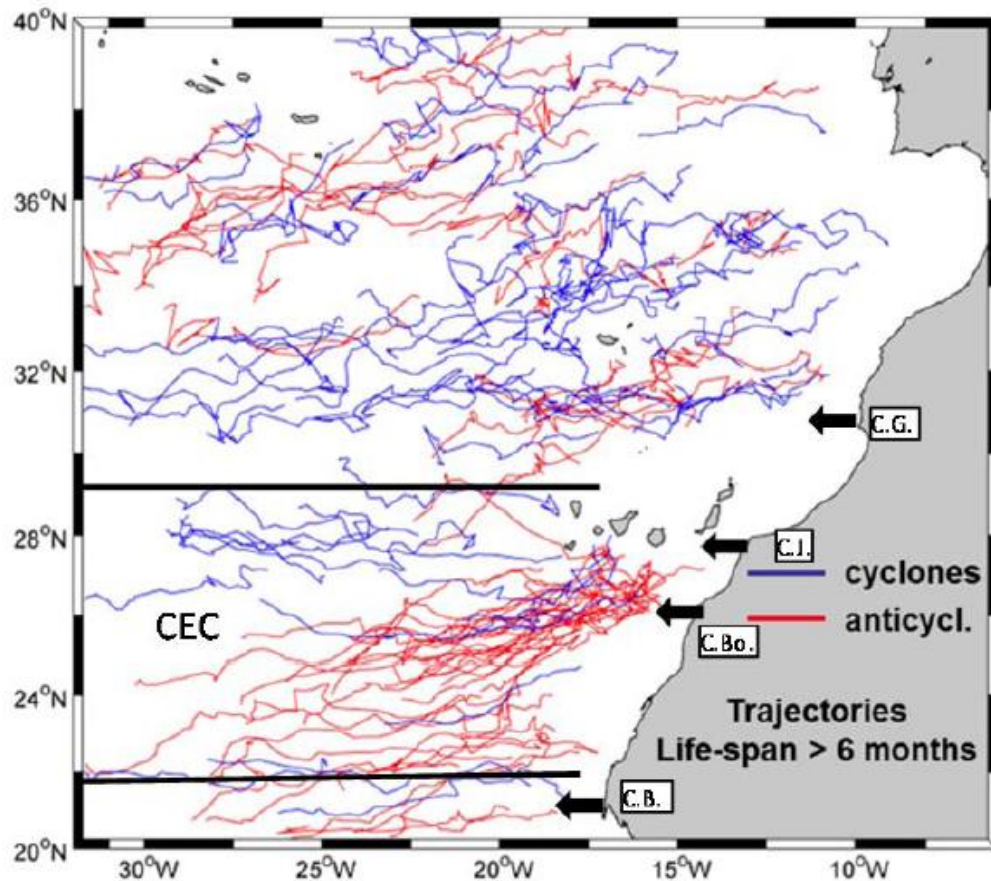 40°N
36°N
32°N
28°N
24°N
20°N
30°W
25°W
20°W
15°W
10°W
C.G.
C.J.
C.Bo.
C.B.
CEC
cyclones
anticycl.
Trajectories
Life-span > 6 months